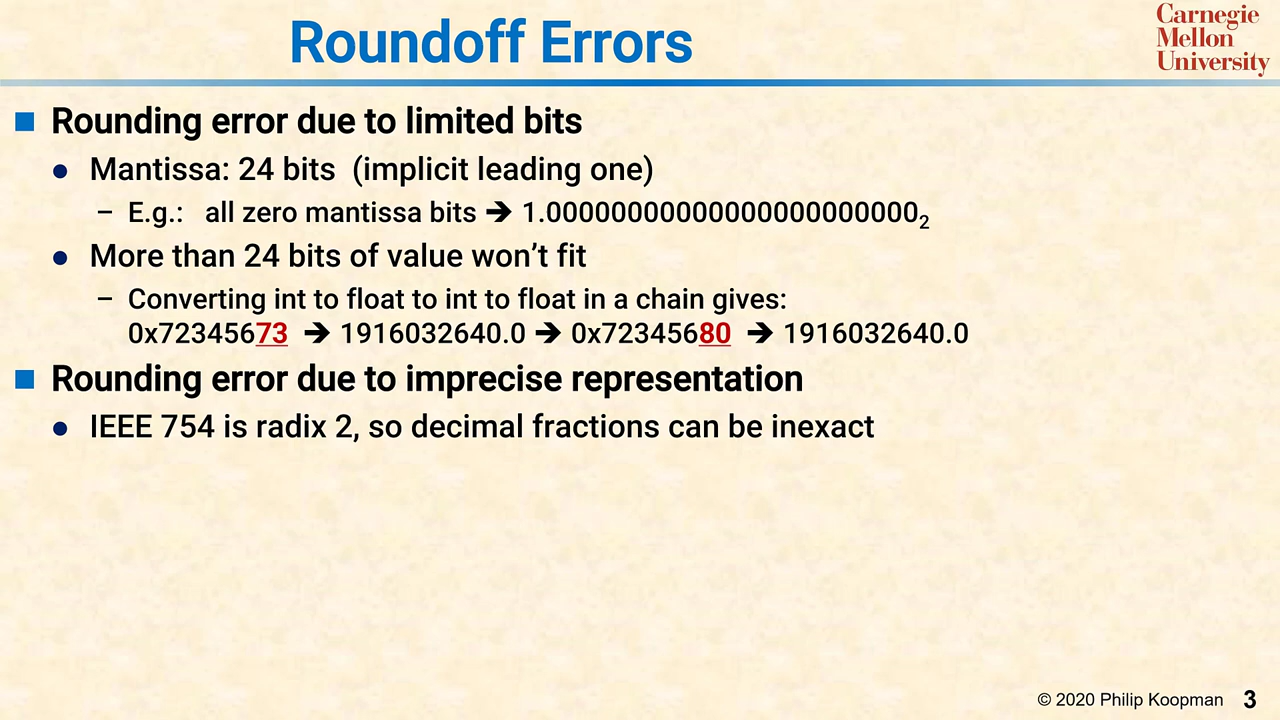 Roundoff Errors
Carnegie
Mellon
University
■ Rounding error due to limited bits
● Mantissa: 24 bits (implicit leading one)
– E.g.: all zero mantissa bits ➔ 1.00000000000000000000000₂
● More than 24 bits of value won’t fit
– Converting int to float to int to float in a chain gives:
0x72345673 ➔ 1916032640.0 ➔ 0x72345680 ➔ 1916032640.0
■ Rounding error due to imprecise representation
● IEEE 754 is radix 2, so decimal fractions can be inexact
© 2020 Philip Koopman 3